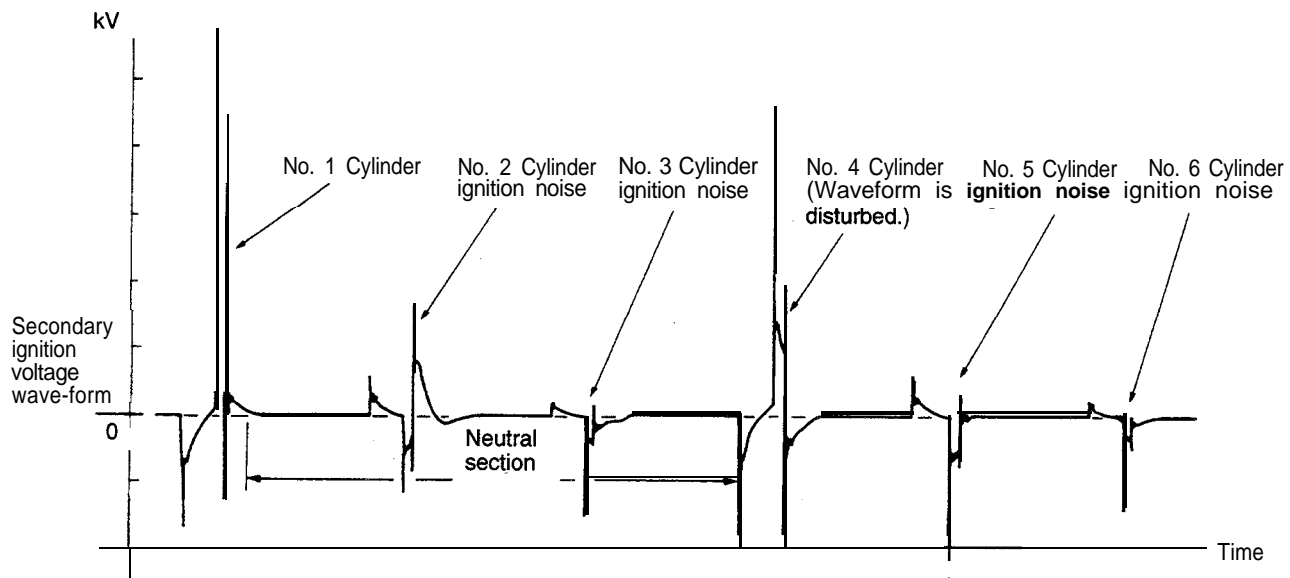 kV
No. 1 Cylinder
No. 2 Cylinder
ignition noise
No. 3 Cylinder
ignition noise
No. 4 Cylinder
(Waveform is
disturbed.)
No. 5 Cylinder
ignition noise
No. 6 Cylinder
ignition noise
Secondary
ignition
voltage
wave-form
0
Neutral
section
Time